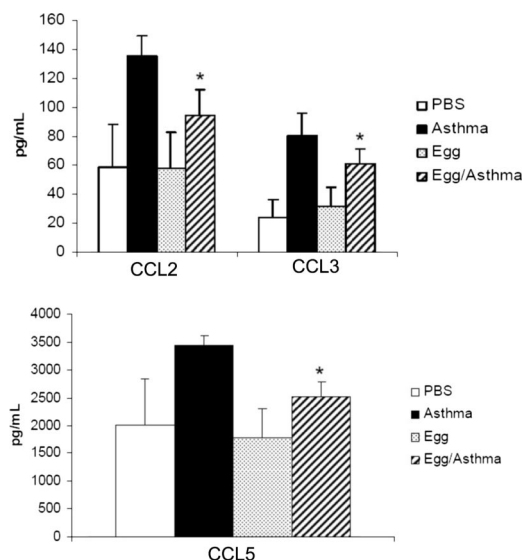 160
140
120
100
80
60
40
20
0
pg/mL
*
*
CCL2 CCL3
PBS
Asthma
Egg
Egg/Asthma
4000
3500
3000
2500
2000
1500
1000
500
0
pg/mL
*
CCL5
PBS
Asthma
Egg
Egg/Asthma